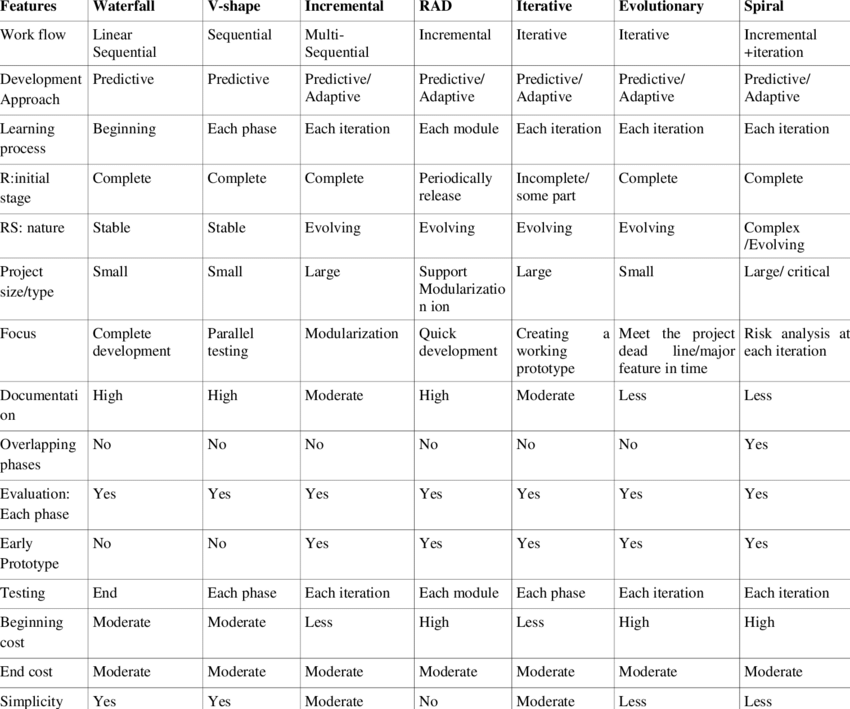 Features Waterfall V-shape Incremental RAD Iterative Evolutionary Spiral
Work flow Linear Sequential Multi- Incremental Iterative Iterative Incremental
Sequential Sequential +iteration
Development Predictive Predictive Predictive/ Predictive/ Predictive/ Predictive/ Predictive/
Approach Adaptive Adaptive Adaptive Adaptive Adaptive
Learning Beginning Each phase Each iteration Each module Each iteration Each iteration Each iteration
process
R:initial Complete Complete Complete Periodically Incomplete/ Complete Complete
stage release some part
RS: nature Stable Stable Evolving Evolving Evolving Evolving Complex
/Evolving
Project Small Small Large Support Large Small Large/ critical
size/type Modularizatio
n ion
Focus Complete Parallel Modularization Quick Creating a Meet the project Risk analysis at
development testing development working dead line/major each iteration
prototype feature in time
Documentati High High Moderate High Moderate Less Less
on
Overlapping No No No No No No Yes
phases
Evaluation: Yes Yes Yes Yes Yes Yes Yes
Each phase
Early No No Yes Yes Yes Yes Yes
Prototype
Testing End Each phase Each iteration Each module Each phase Each iteration Each iteration
Beginning Moderate Moderate Less High Less High High
cost
End cost Moderate Moderate Moderate Moderate Moderate Moderate Moderate
Simplicity Yes Yes Moderate No Moderate Less Less